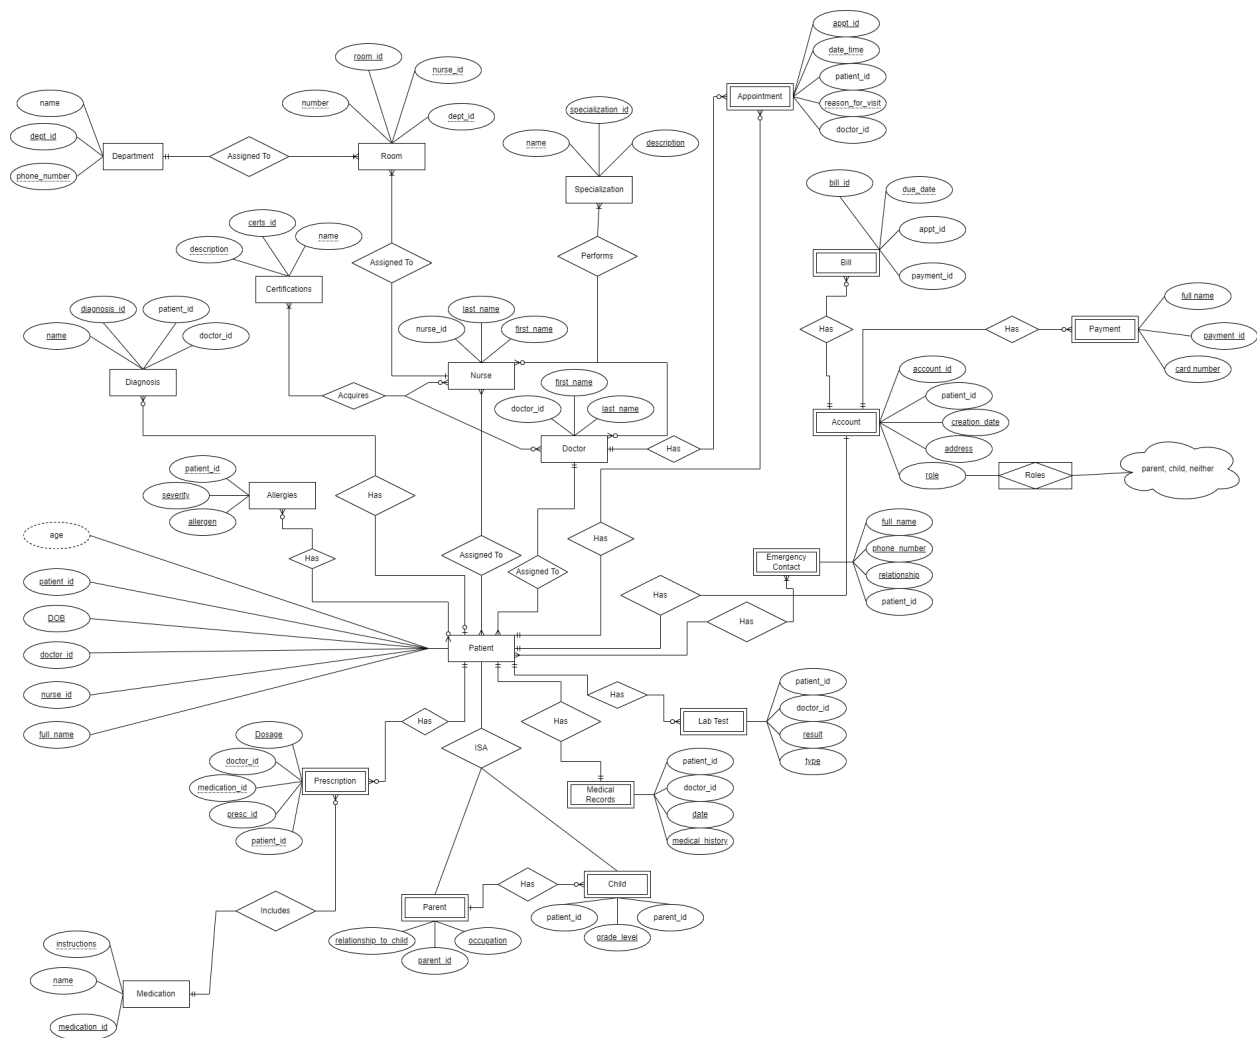 appt_id
date_time
patient_id
reason_for_visit
doctor_id
Appointment
room_id
nurse_id
number
dept_id
Room
name
dept_id
phone_number
Department
Assigned To
specialization_id
name
description
Specialization
Performs
bill_id
due_date
appt_id
payment_id
Bill
certs_id
name
description
Certifications
Assigned To
diagnosis_id
patient_id
name
doctor_id
Diagnosis
last_name
nurse_id
first_name
Nurse
Acquires
first_name
doctor_id
last_name
Doctor
Has
Has
Has
full name
payment_id
card number
Payment
account_id
patient_id
creation_date
address
role
Account
Roles
parent, child, neither
patient_id
severity
allergen
Allergies
Has
Has
Assigned To
Assigned To
Has
full_name
phone_number
relationship
patient_id
Emergency
Contact
Has
Has
age
patient_id
DOB
doctor_id
nurse_id
full_name
Patient
Has
Has
Has
ISA
patient_id
doctor_id
result
type
Lab Test
Dosage
doctor_id
medication_id
presc_id
patient_id
Prescription
patient_id
doctor_id
date
medical_history
Medical
Records
Includes
Parent
Has
Child
relationship_to_child
parent_id
occupation
patient_id
grade_level
parent_id
instructions
name
medication_id
Medication